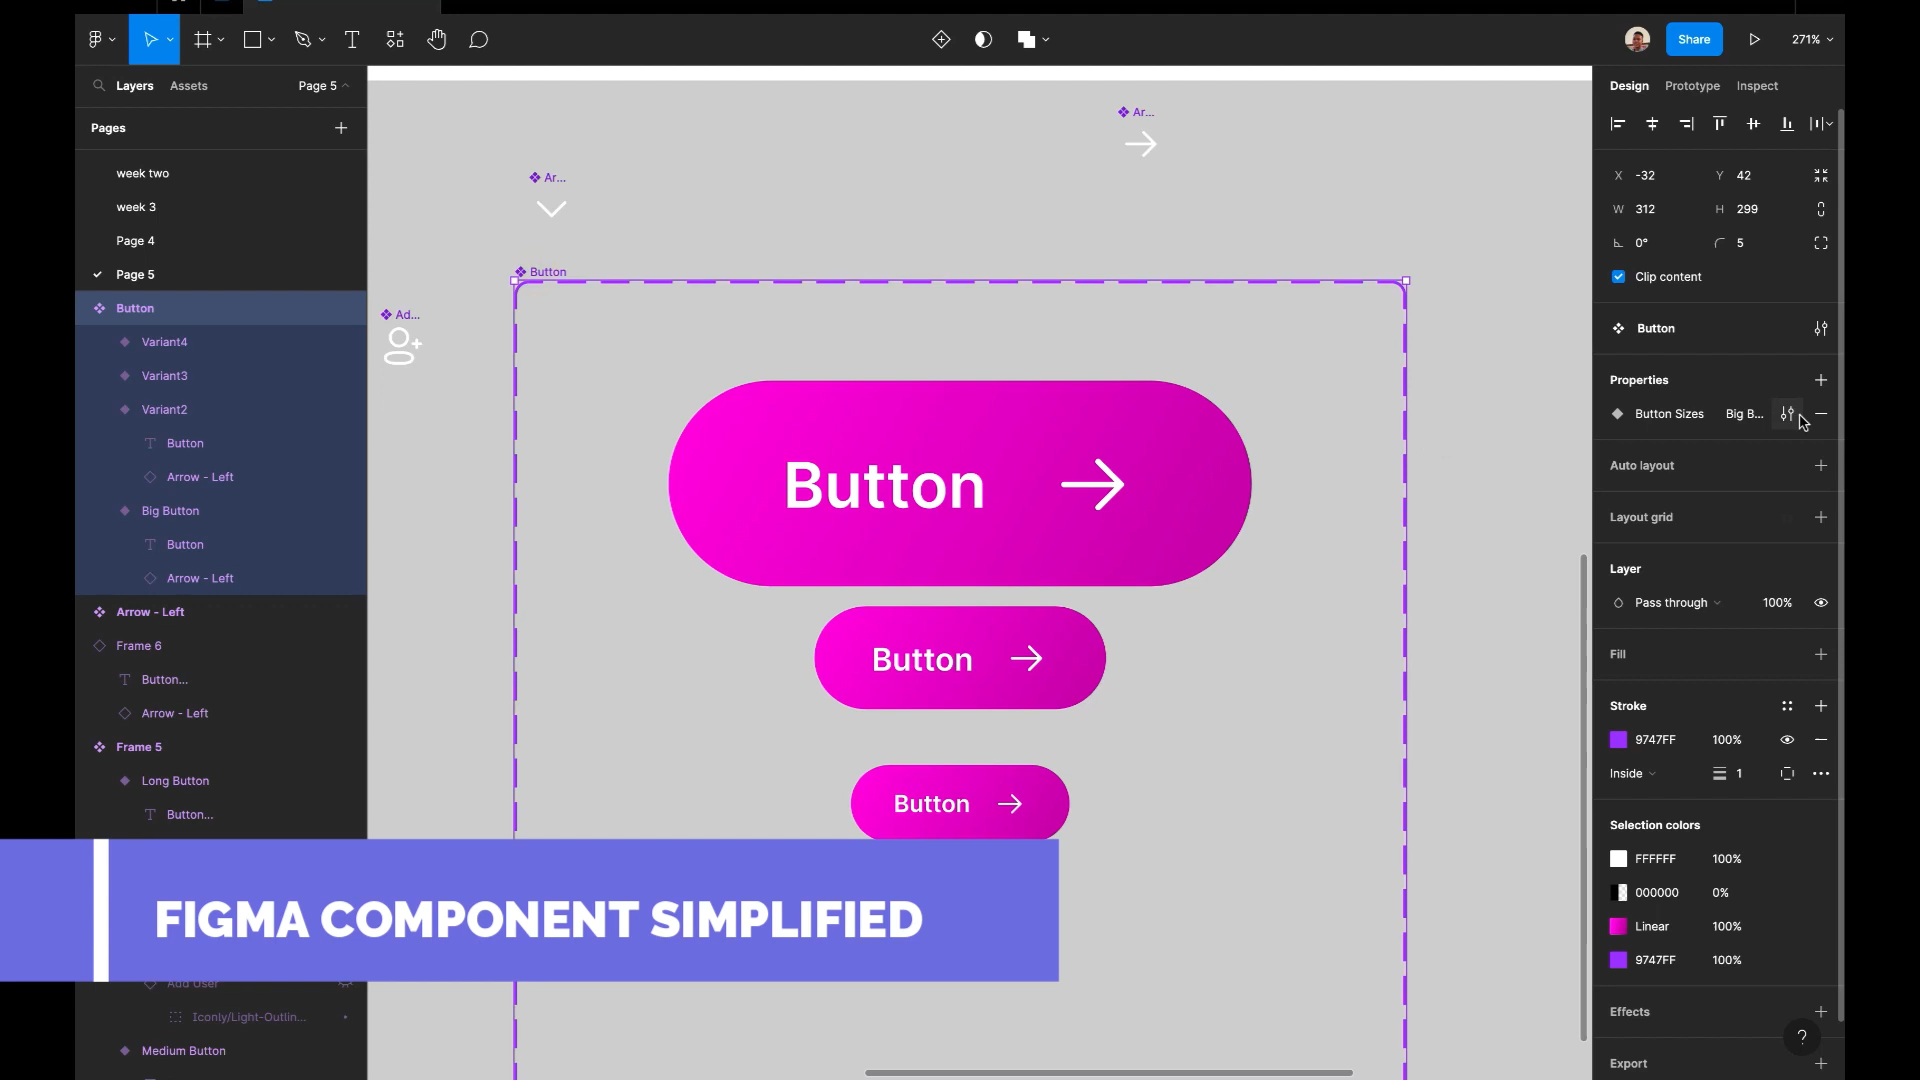 Share
271%
Layers
Assets
Page 5
Pages
week two
week 3
Page 4
Page 5
Button
Variant4
Variant3
Variant2
Button
Arrow - Left
Big Button
Button
Arrow - Left
Arrow - Left
Frame 6
Button...
Arrow - Left
Frame 5
Long Button
Button...
Add User
Iconly/Light-Outlin...
Medium Button
Ar...
Ar...
Button
Ad...
Button
Button
Button
FIGMA COMPONENT SIMPLIFIED
Design
Prototype
Inspect
X -32
Y 42
W 312
H 299
0°
5
Clip content
Button
Properties
Button Sizes
Big B...
Auto layout
Layout grid
Layer
Pass through
100%
Fill
Stroke
9747FF
100%
Inside
1
Selection colors
FFFFFF
100%
000000
0%
Linear
100%
9747FF
100%
Effects
?
Export